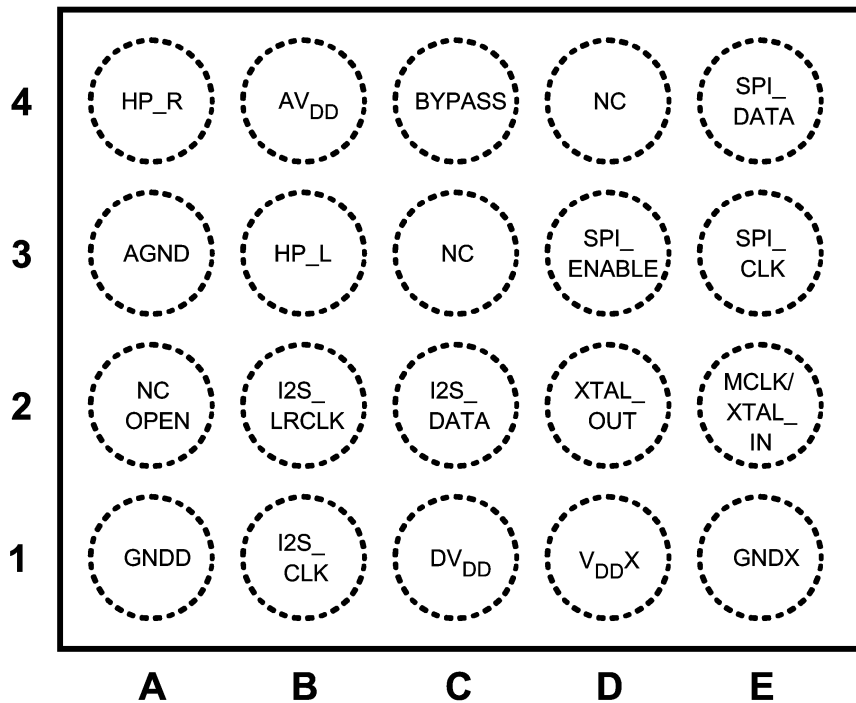 4
HP_R
AVDD
BYPASS
NC
SPI_
DATA
3
AGND
HP_L
NC
SPI_
ENABLE
SPI_
CLK
2
NC
OPEN
I2S_
LRCLK
I2S_
DATA
XTAL_
OUT
MCLK/
XTAL_
IN
1
GNDD
I2S_
CLK
DVDD
VDDX
GNDX
A B C D E